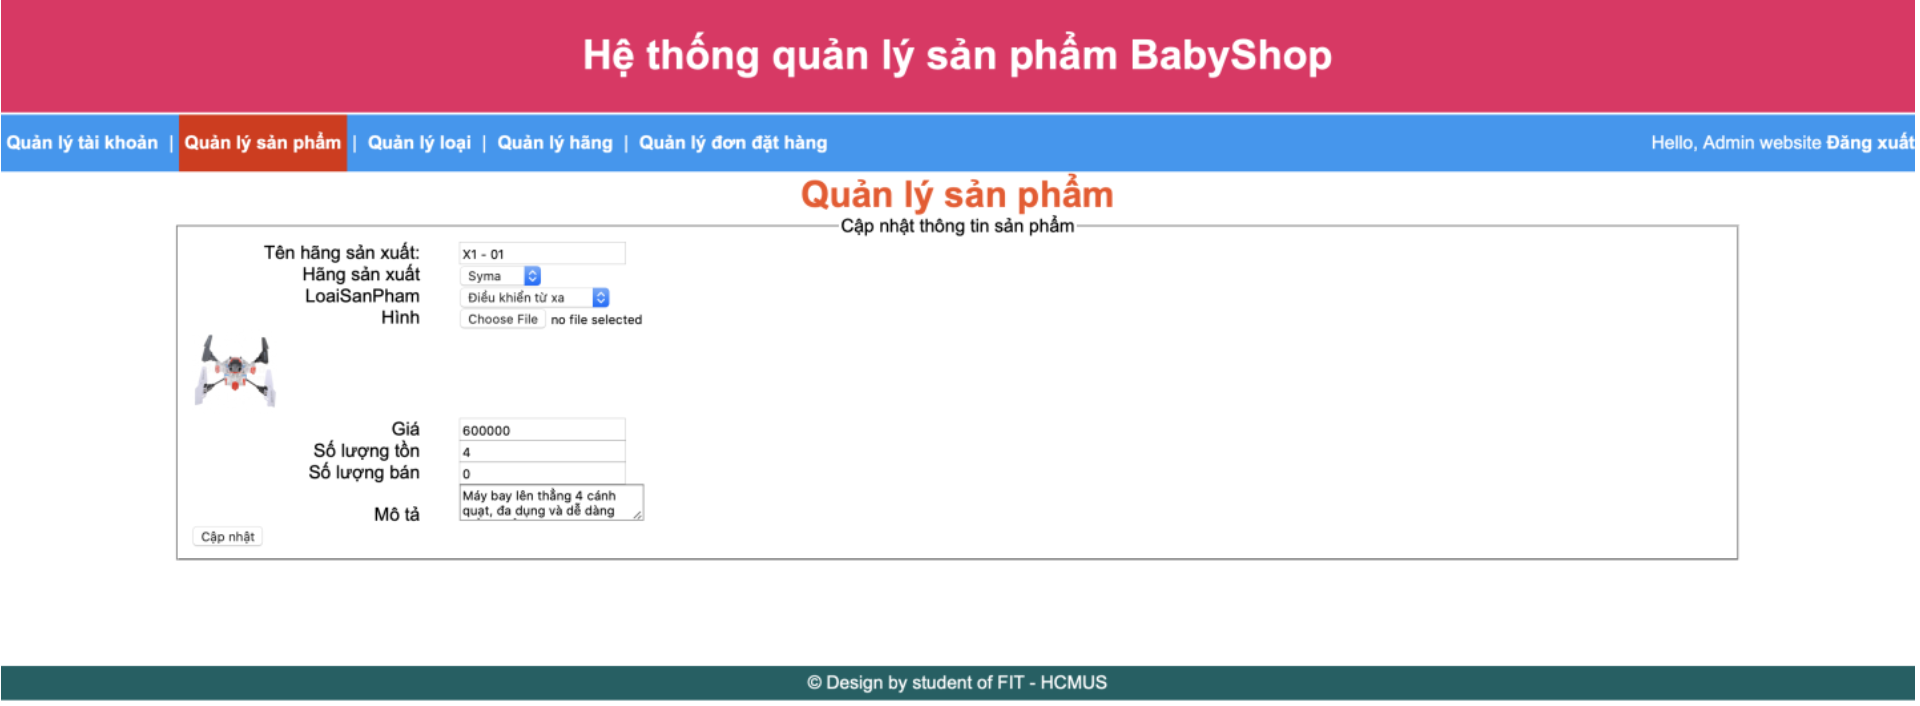 Hệ thống quản lý sản phẩm BabyShop
Quản lý tài khoản | Quản lý sản phẩm | Quản lý loại | Quản lý hãng | Quản lý đơn đặt hàng Hello, Admin website Đăng xuất
Quản lý sản phẩm
Cập nhật thông tin sản phẩm
Tên hãng sản xuất: X1 - 01
Hãng sản xuất Syma
LoaiSanPham Điều khiển từ xa
Hình Choose File no file selected
Giá 600000
Số lượng tồn 4
Số lượng bán 0
Mô tả Máy bay lên thẳng 4 cánh
quạt, đa dụng và dễ dàng
Cập nhật
© Design by student of FIT - HCMUS